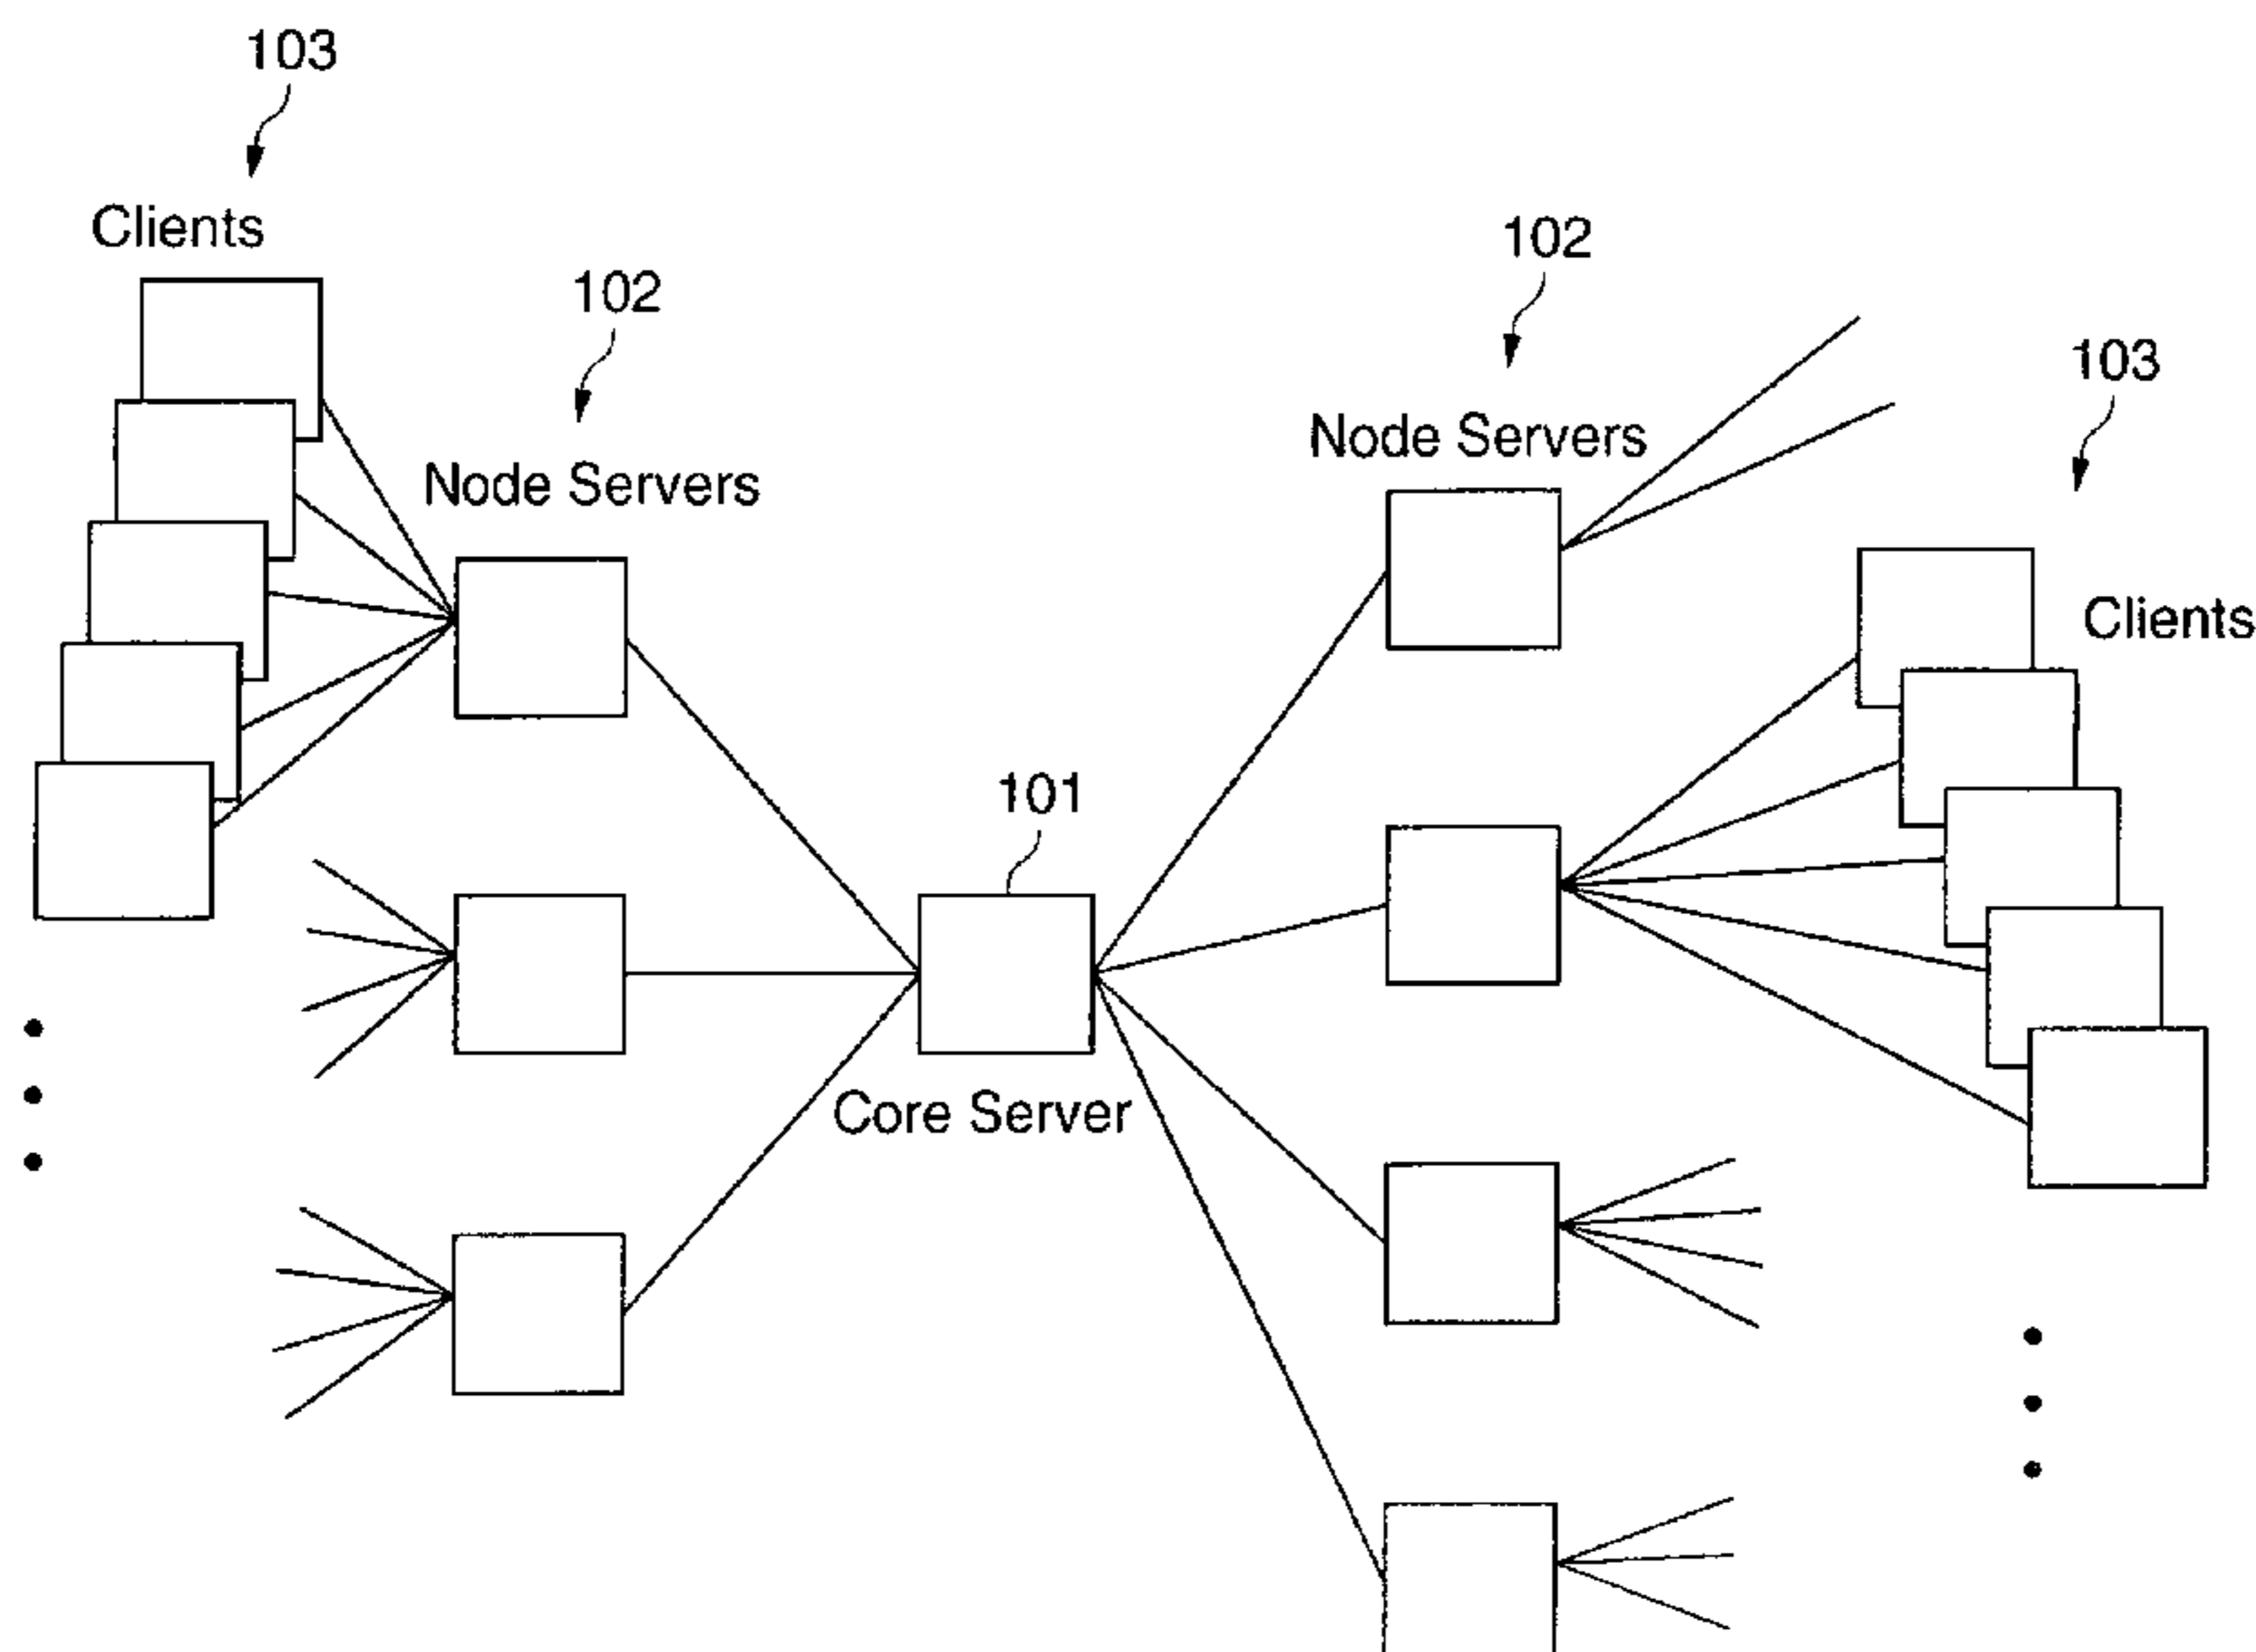 103
Clients
102
Node Servers
102
Node Servers
103
Clients
101
Core Server